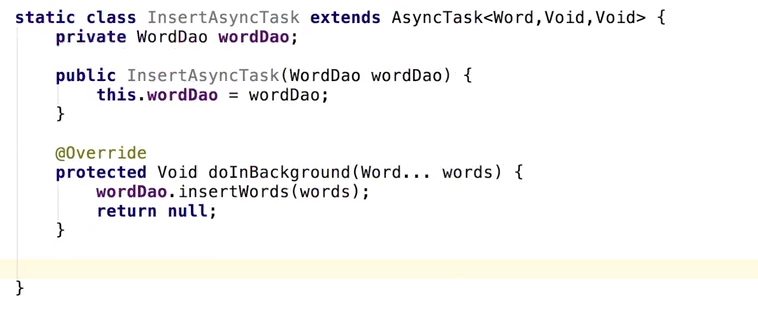 static class InsertAsyncTask extends AsyncTask<Word,Void,Void> {
    private WordDao wordDao;
    public InsertAsyncTask(WordDao wordDao) {
        this.wordDao = wordDao;
    }
    @Override
    protected Void doInBackground(Word... words) {
        wordDao.insertWords(words);
        return null;
    }
}